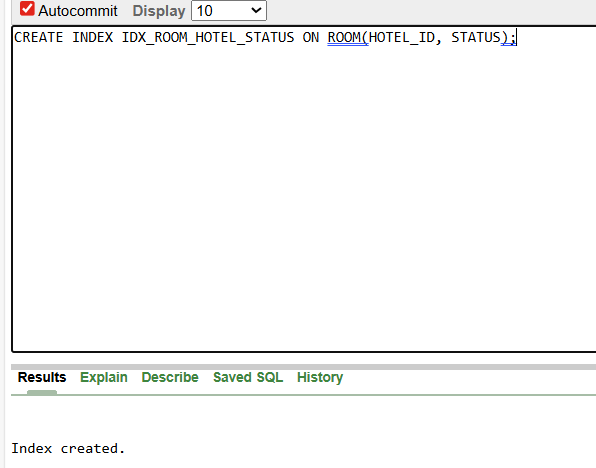 Autocommit Display 10
CREATE INDEX IDX_ROOM_HOTEL_STATUS ON ROOM(HOTEL_ID, STATUS);
Results Explain Describe Saved SQL History
Index created.